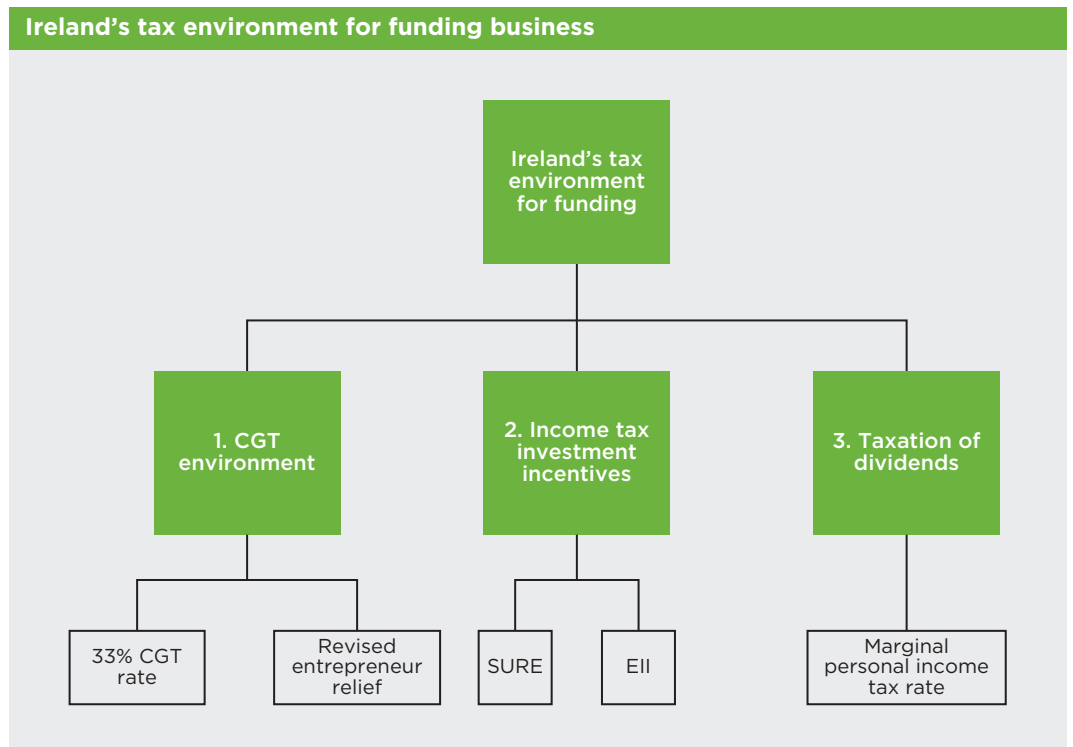 Ireland’s tax environment for funding business
Ireland’s tax
environment
for funding
1. CGT
environment
2. Income tax
investment
incentives
3. Taxation of
dividends
33% CGT
rate
Revised
entrepreneur
relief
SURE
EII
Marginal
personal income
tax rate